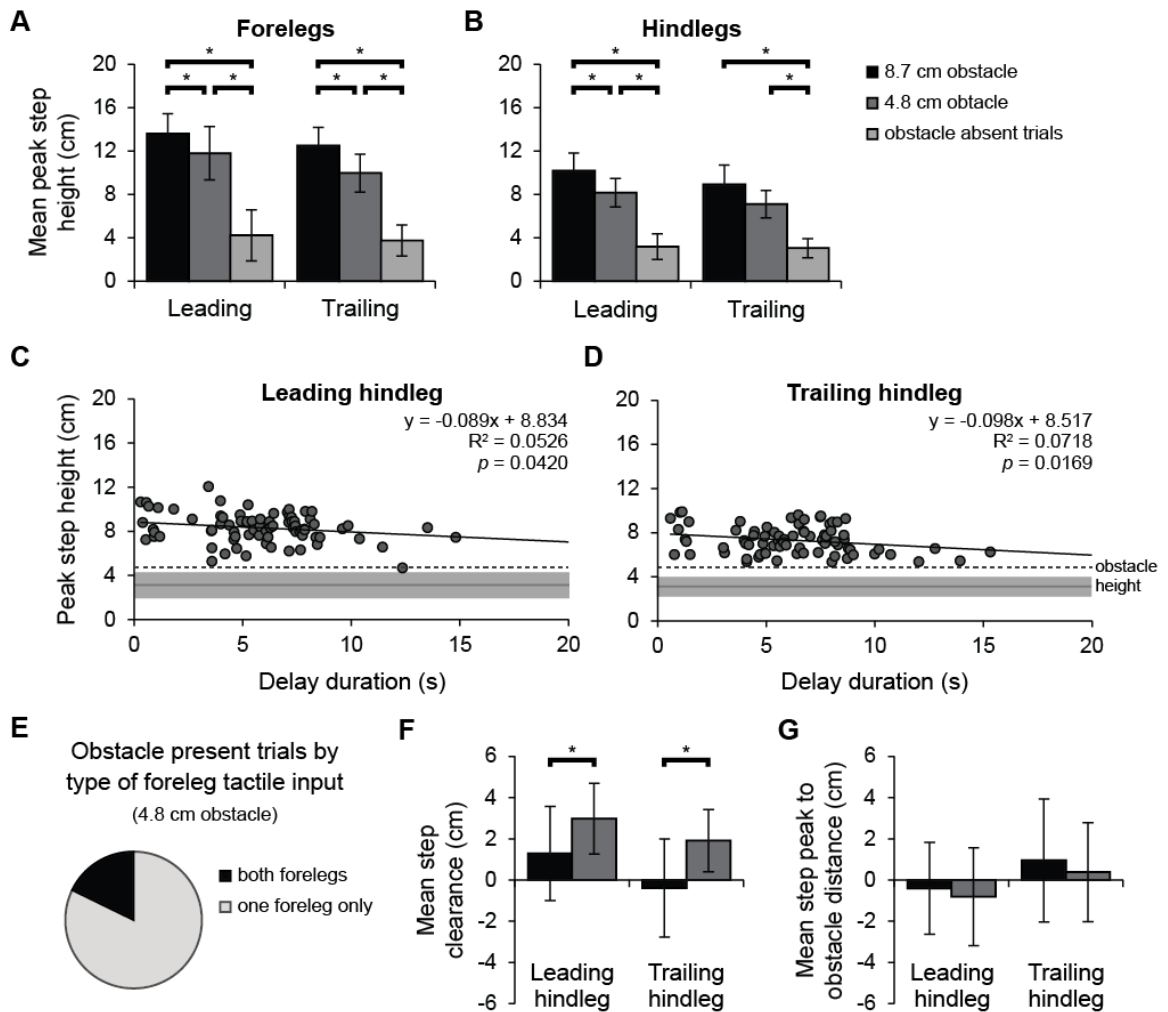 A
Forelegs
Mean peak step
height (cm)
20
16
12
8
4
0
*
*
*
*
*
*
Leading
Trailing
B
Hindlegs
20
16
12
8
4
0
*
*
*
*
*
Leading
Trailing
8.7 cm obstacle
4.8 cm obtacle
obstacle absent trials
C
Leading hindleg
y = -0.089x + 8.834
R² = 0.0526
p = 0.0420
Peak step height (cm)
20
16
12
8
4
0
0
5
10
15
20
Delay duration (s)
D
Trailing hindleg
y = -0.098x + 8.517
R² = 0.0718
p = 0.0169
20
16
12
8
4
0
obstacle
height
0
5
10
15
20
Delay duration (s)
E
Obstacle present trials by
type of foreleg tactile input
(4.8 cm obstacle)
both forelegs
one foreleg only
F
Mean step
clearance (cm)
6
4
2
0
-2
-4
-6
*
*
Leading
hindleg
Trailing
hindleg
G
Mean step peak to
obstacle distance (cm)
6
4
2
0
-2
-4
-6
Leading
hindleg
Trailing
hindleg